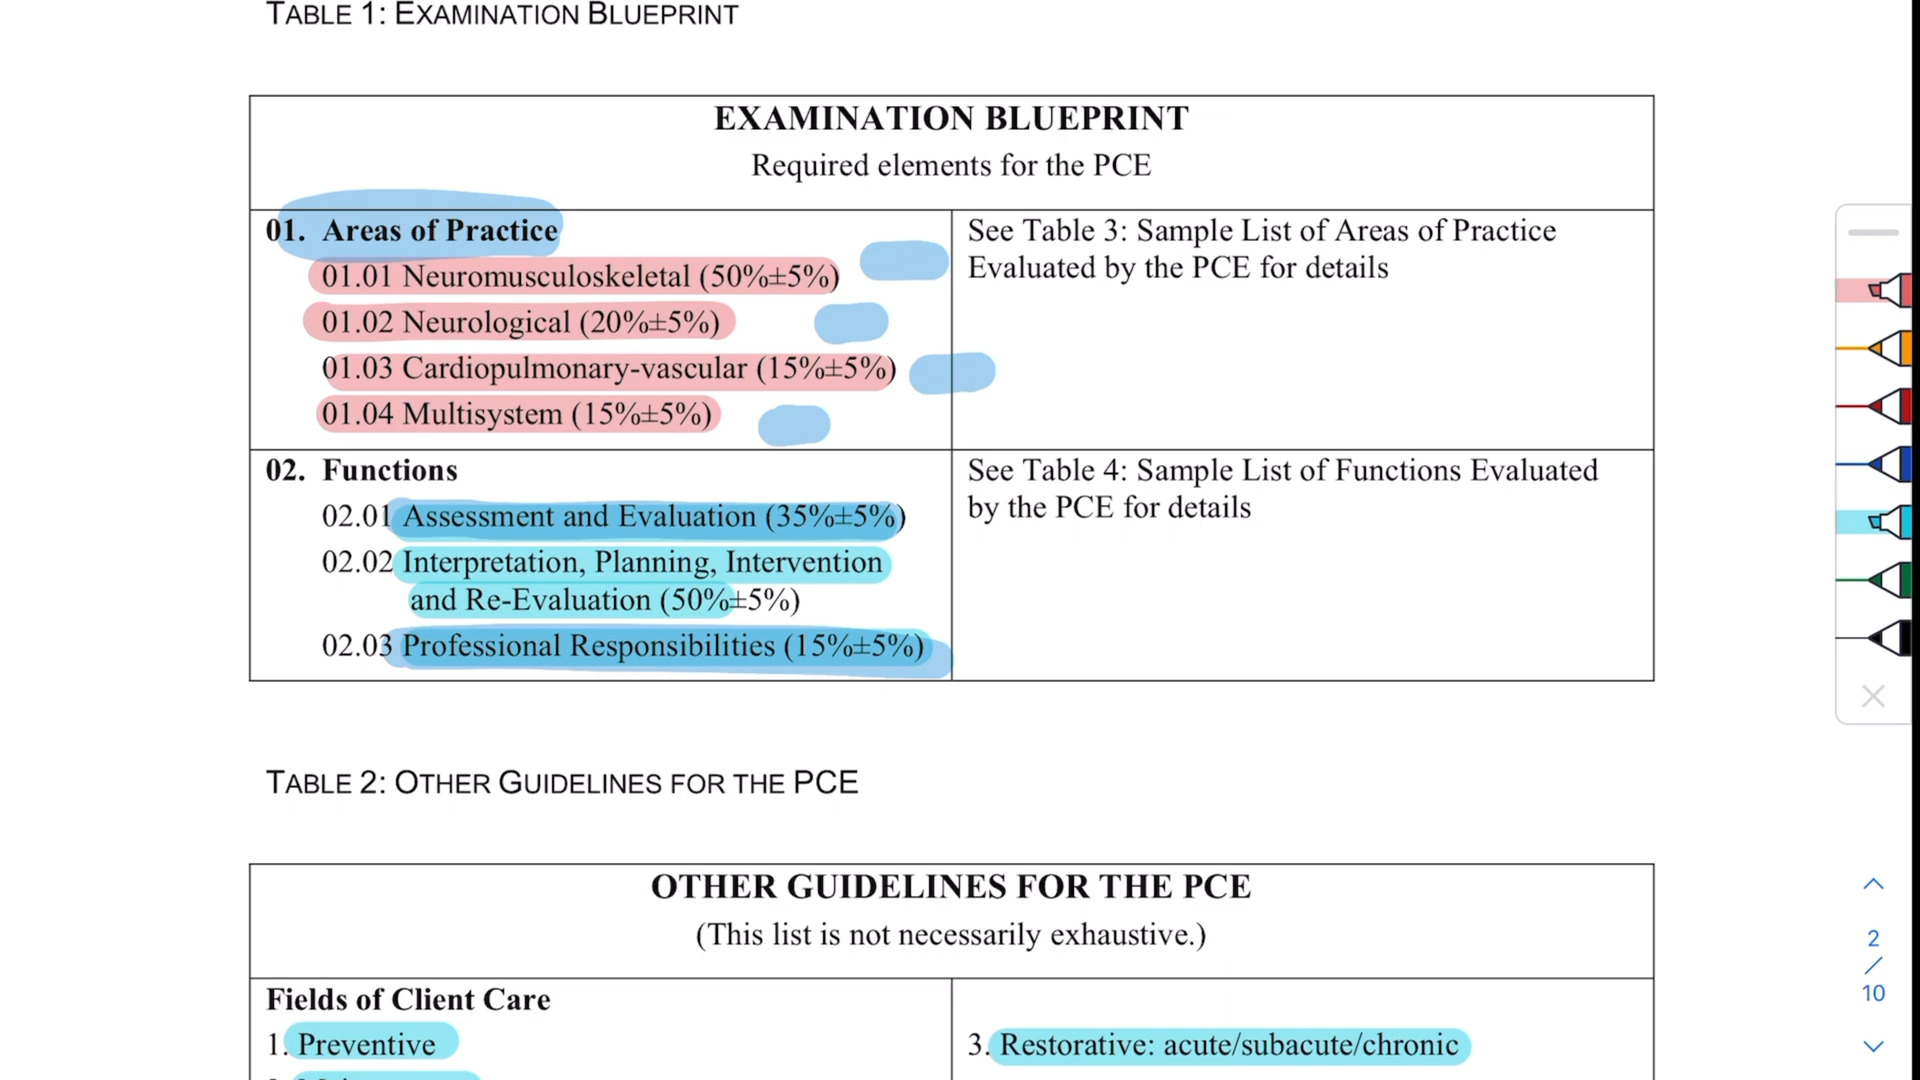 TABLE 1: EXAMINATION BLUEPRINT
EXAMINATION BLUEPRINT
Required elements for the PCE
01. Areas of Practice
01.01 Neuromusculoskeletal (50%±5%)
01.02 Neurological (20%±5%)
01.03 Cardiopulmonary-vascular (15%±5%)
01.04 Multisystem (15%±5%)
See Table 3: Sample List of Areas of Practice
Evaluated by the PCE for details
02. Functions
02.01 Assessment and Evaluation (35%±5%)
02.02 Interpretation, Planning, Intervention
and Re-Evaluation (50%±5%)
02.03 Professional Responsibilities (15%±5%)
See Table 4: Sample List of Functions Evaluated
by the PCE for details
TABLE 2: OTHER GUIDELINES FOR THE PCE
OTHER GUIDELINES FOR THE PCE
(This list is not necessarily exhaustive.)
Fields of Client Care
1. Preventive
3. Restorative: acute/subacute/chronic
2
/
10